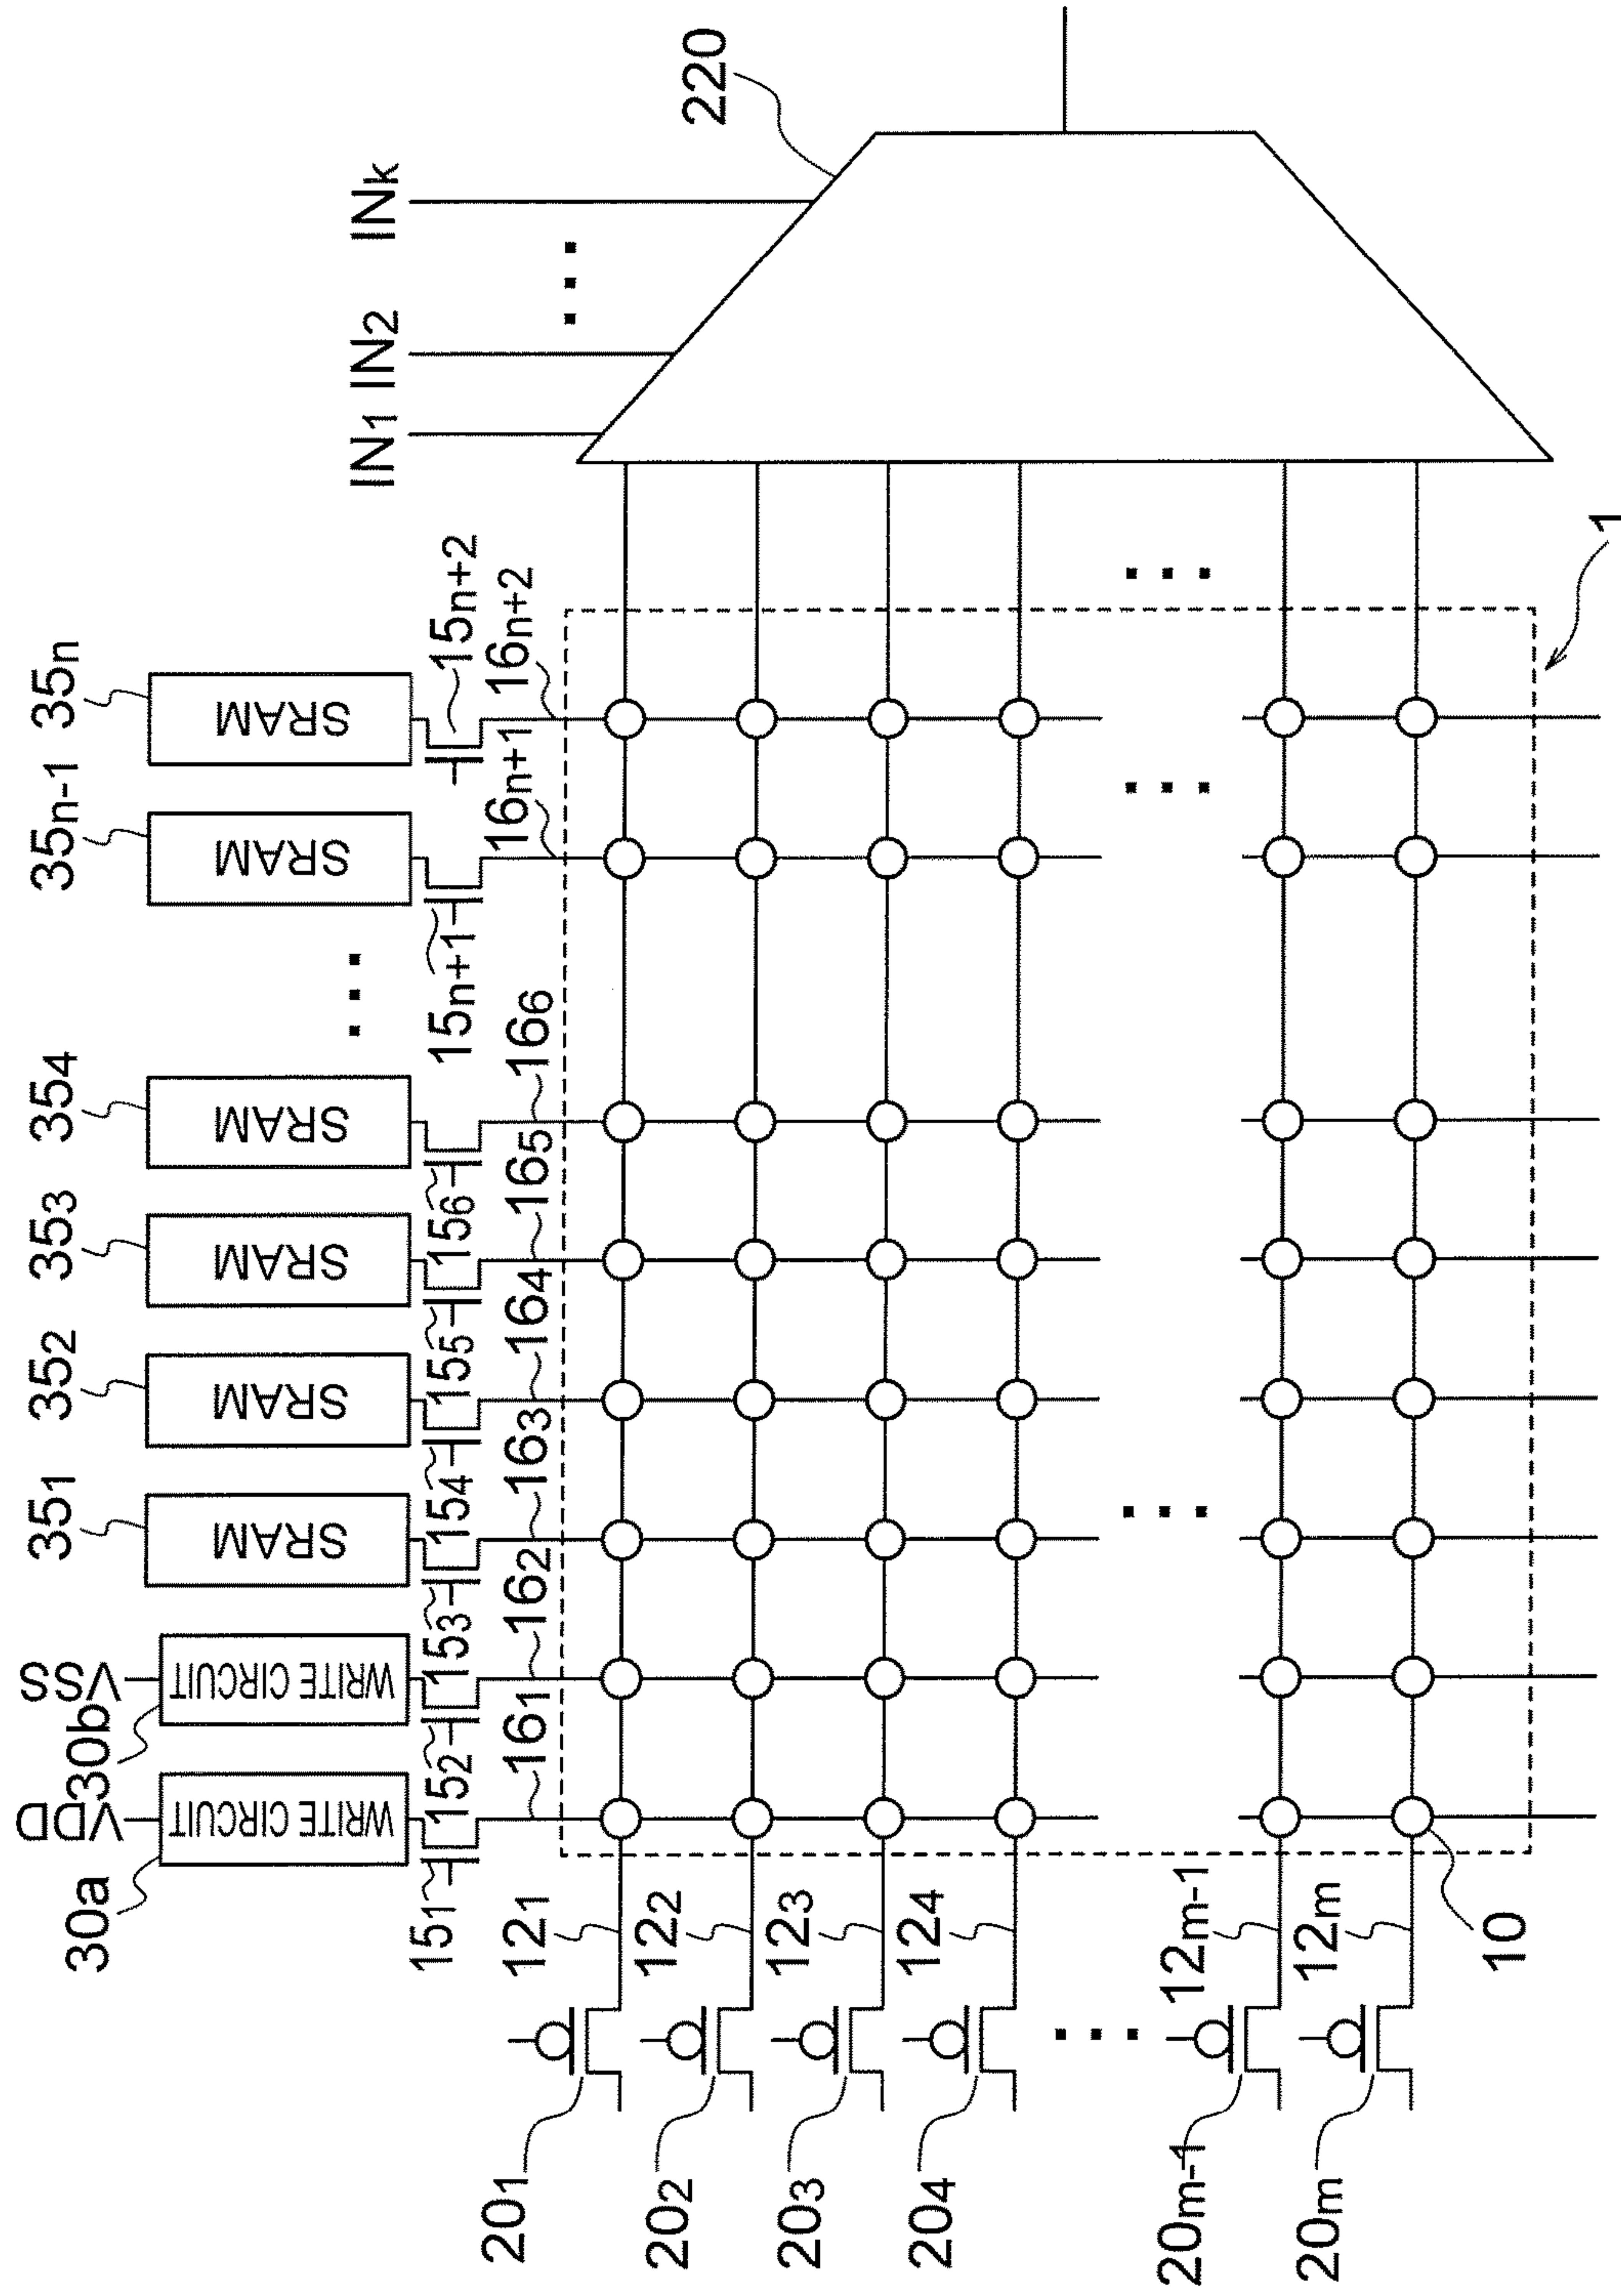 IN₁
IN₂
...
INₖ
220
35₁
35₂
35₃
35₄
...
35ₙ₋₁
35ₙ
VDD
VSS
30a
30b
WRITE CIRCUIT
WRITE CIRCUIT
SRAM
SRAM
SRAM
SRAM
SRAM
SRAM
15₁
15₂
15₃
15₄
15₅
15₆
15ₙ₊₁
15ₙ₊₂
16₁
16₂
16₃
16₄
16₅
16₆
16ₙ₊₁
16ₙ₊₂
12₁
12₂
12₃
12₄
12ₘ₋₁
12ₘ
20₁
20₂
20₃
20₄
...
20ₘ₋₁
20ₘ
10
1